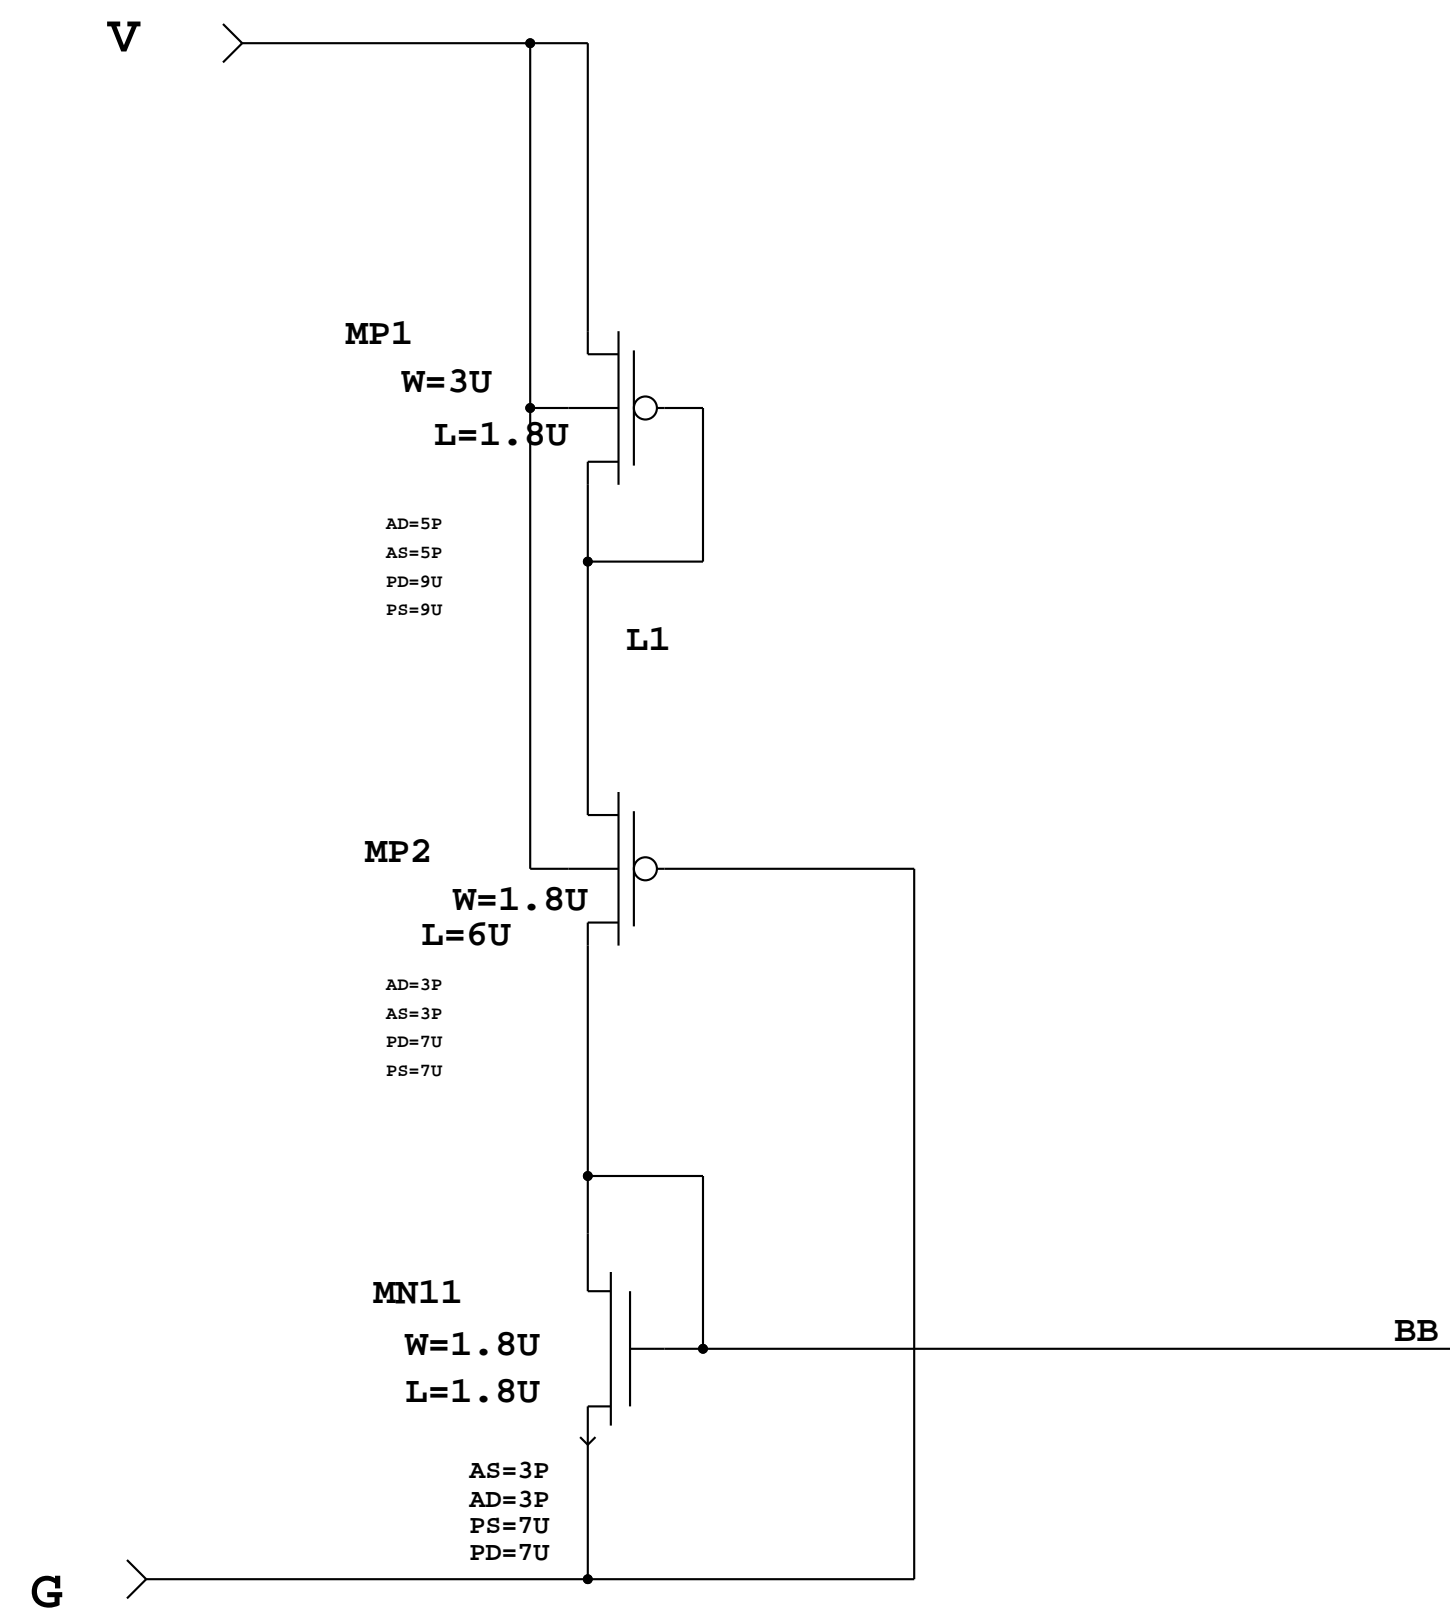 V
MP1
W=3U
L=1.8U
AD=5P
AS=5P
PD=9U
PS=9U
L1
MP2
W=1.8U
L=6U
AD=3P
AS=3P
PD=7U
PS=7U
MN11
BB
W=1.8U
L=1.8U
AS=3P
AD=3P
PS=7U
PD=7U
G